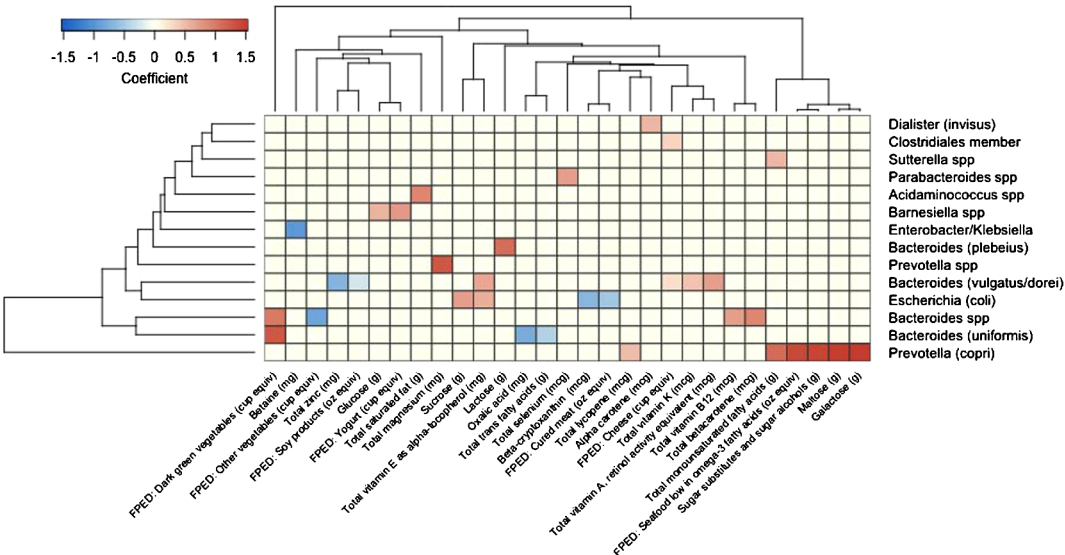 -1.5 -1 -0.5 0 0.5 1 1.5
Coefficient
Dialister (invisus)
Clostridiales member
Sutterella spp
Parabacteroides spp
Acidaminococcus spp
Barnesiella spp
Enterobacter/Klebsiella
Bacteroides (plebeius)
Prevotella spp
Bacteroides (vulgatus/dorei)
Escherichia (coli)
Bacteroides spp
Bacteroides (uniformis)
Prevotella (copri)
FPED: Dark green vegetables (cup equiv)
Betaine (mg)
FPED: Other vegetables (cup equiv)
Total zinc (mg)
FPED: Soy products (oz equiv)
Glucose (g)
FPED: Yogurt (cup equiv)
Total saturated fat (g)
Total magnesium (mg)
Sucrose (g)
Total vitamin E as alpha-tocopherol (mg)
Lactose (g)
Oxalic acid (mg)
Total trans fatty acids (g)
Total selenium (mcg)
Beta-cryptoxanthin (mcg)
FPED: Cured meat (oz equiv)
Total lycopene (mcg)
Alpha carotene (mcg)
FPED: Cheese (cup equiv)
Total vitamin K (mcg)
Total vitamin A, retinol activity equivalent (mcg)
Total vitamin B12 (mcg)
Total betacarotene (mcg)
Total monounsaturated fatty acids (g)
FPED: Seafood low in omega-3 fatty acids (oz equiv)
Sugar substitutes and sugar alcohols (g)
Maltose (g)
Galactose (g)